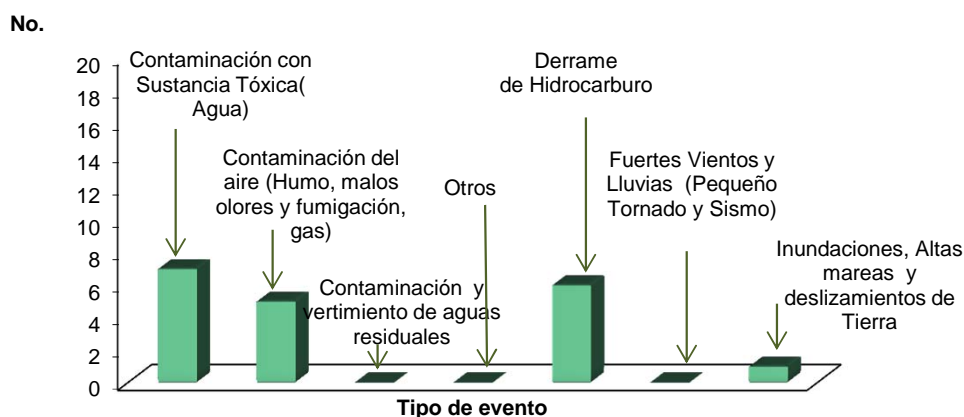 No.
20
18
16
14
12
10
8
6
4
2
0
Contaminación con
Sustancia Tóxica(
Agua)
Contaminación del
aire (Humo, malos
olores y fumigación,
gas)
Contaminación y
vertimiento de aguas
residuales
Otros
Derrame
de Hidrocarburo
Fuertes Vientos y
Lluvias (Pequeño
Tornado y Sismo)
Inundaciones, Altas
mareas y
deslizamientos de
Tierra
Tipo de evento